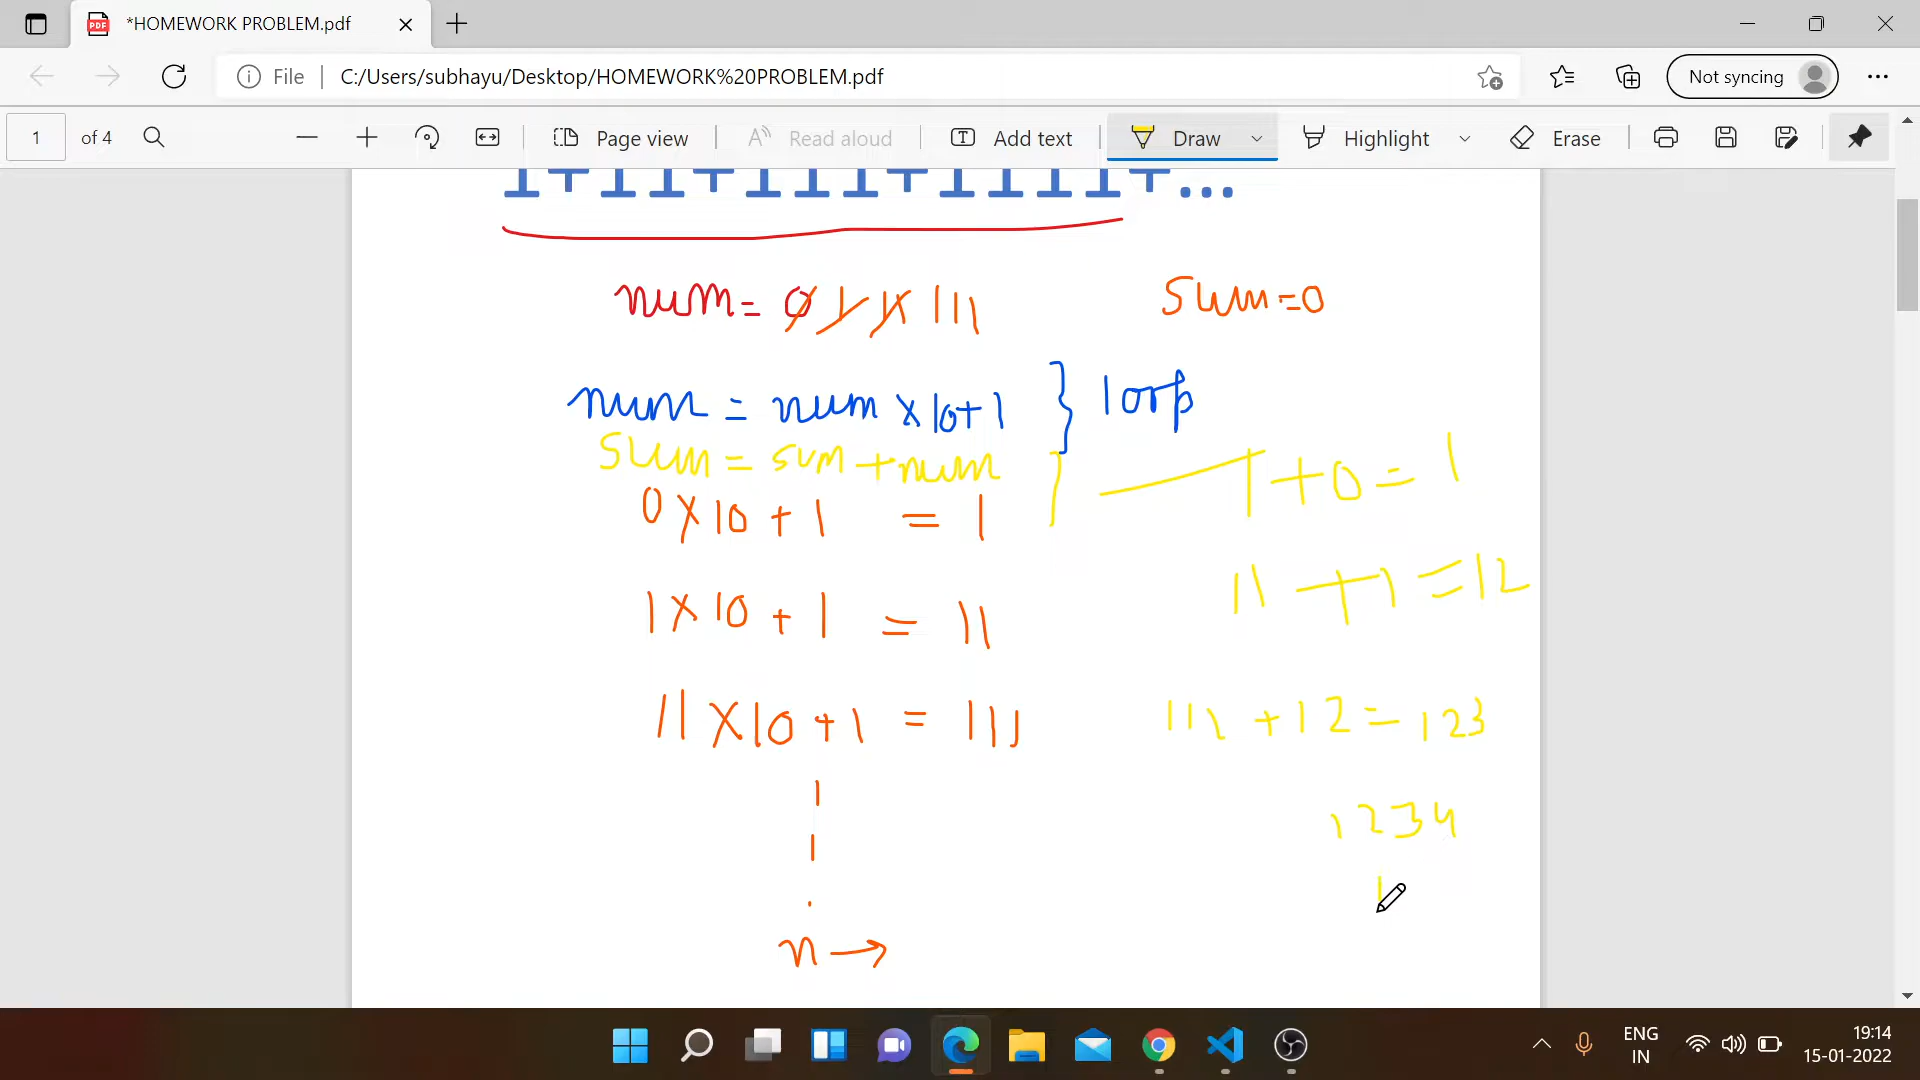 *HOMEWORK PROBLEM.pdf
File
C:/Users/subhayu/Desktop/HOMEWORK%20PROBLEM.pdf
Not syncing
1 of 4
Page view
Read aloud
Add text
Draw
Highlight
Erase
1+11+111+1111+...
num = 0 1 11 111
sum=0
num = num x 10+1 } loop
sum = sum + num }
1+0=1
0 X 10 + 1 = 1
11 + 1 = 12
1 X 10 + 1 = 11
11 X 10 + 1 = 111
111 + 12 = 123
1234
n →
ENG
IN
19:14
15-01-2022